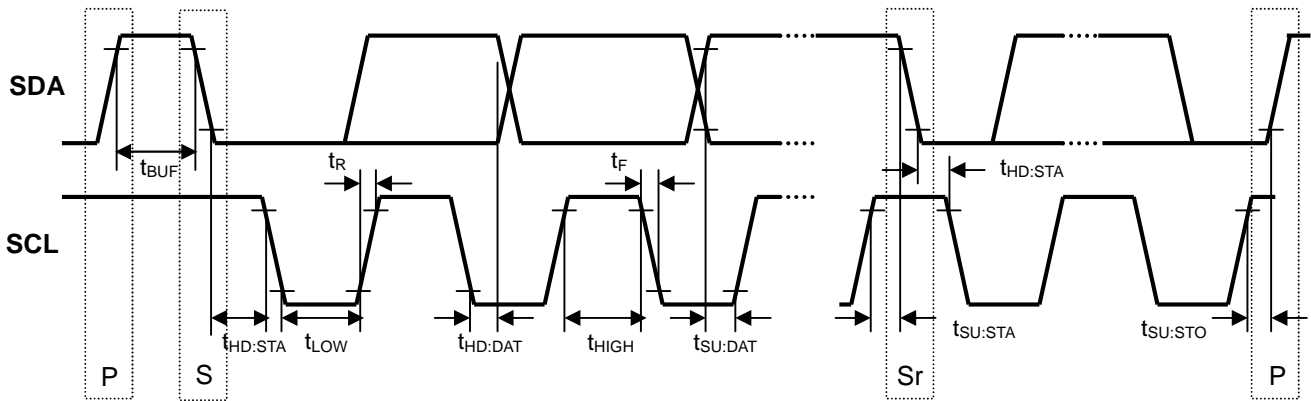 SDA
tBUF
tR
tF
tHD:STA
SCL
tHD:STA
tLOW
tHD:DAT
tHIGH
tSU:DAT
tSU:STA
tSU:STO
P
S
Sr
P